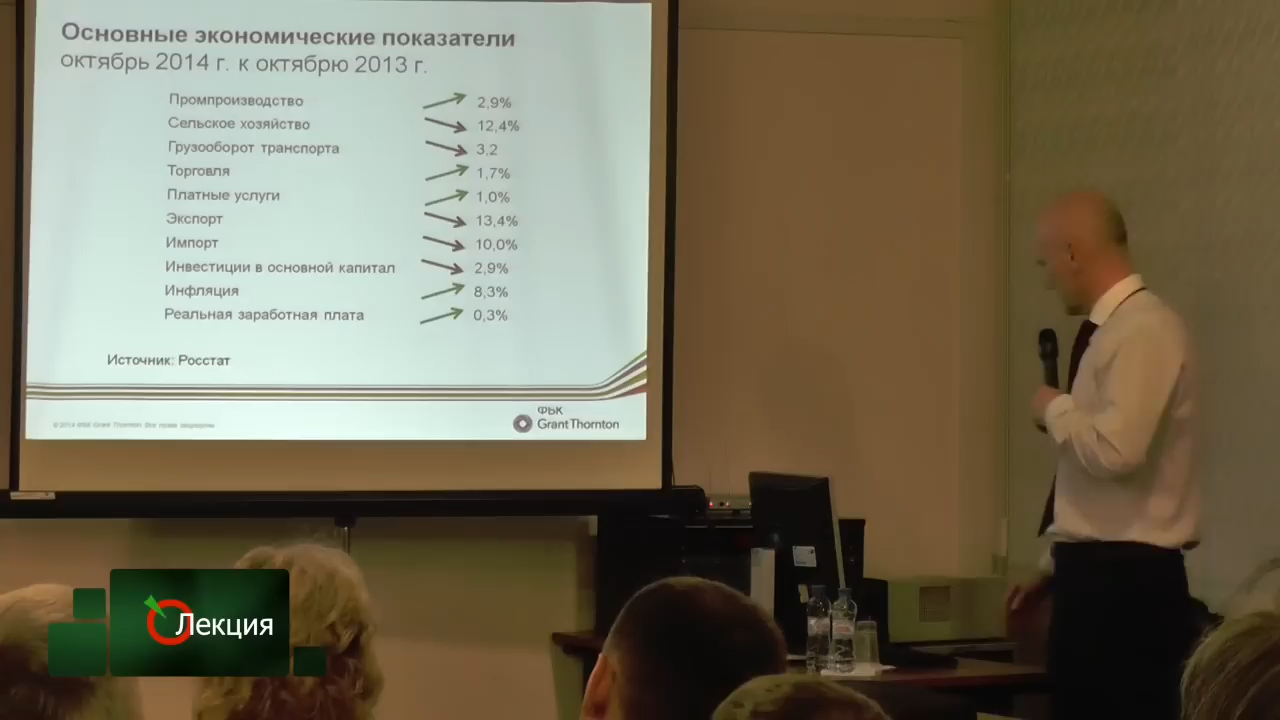 Основные экономические показатели
октябрь 2014 г. к октябрю 2013 г.
Промпроизводство 2,9%
Сельское хозяйство 12,4%
Грузооборот транспорта 3,2
Торговля 1,7%
Платные услуги 1,0%
Экспорт 13,4%
Импорт 10,0%
Инвестиции в основной капитал 2,9%
Инфляция 8,3%
Реальная заработная плата 0,3%
Источник: Росстат
ФБК
Grant Thornton
Лекция